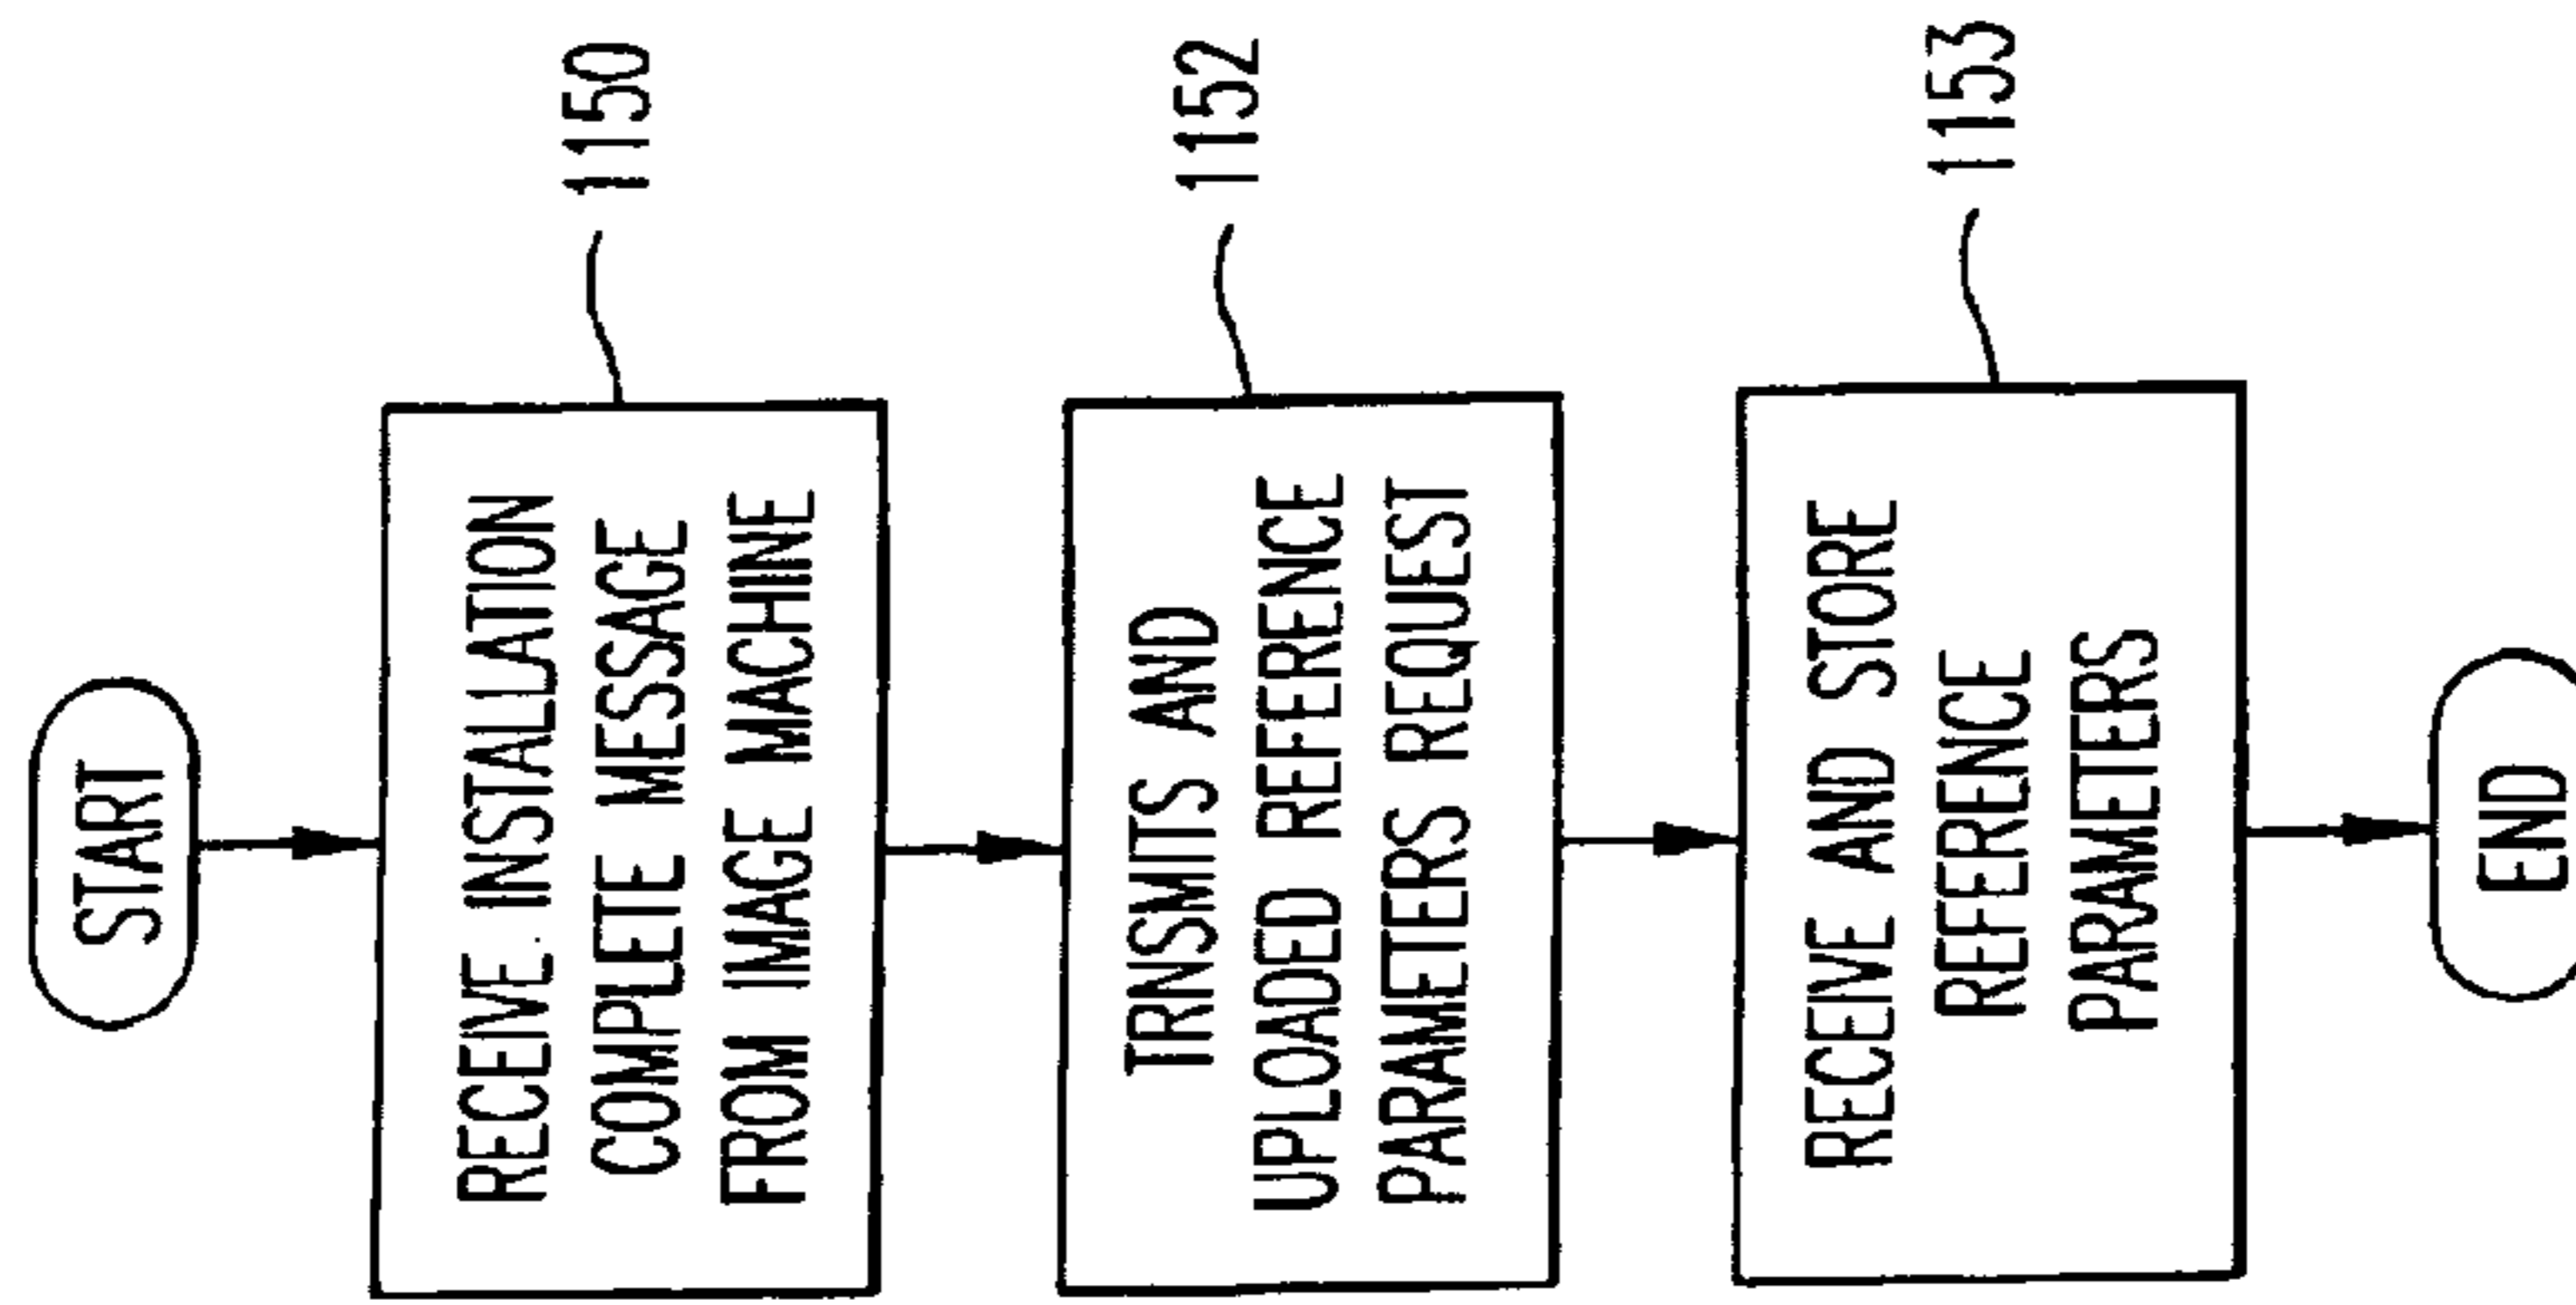 START
RECEIVE INSTALLATION
COMPLETE MESSAGE
FROM IMAGE MACHINE
1150
TRNSMITS AND
UPLOADED REFERENCE
PARAMETERS REQUEST
1152
RECEIVE AND STORE
REFERENCE
PARAMETERS
1153
END